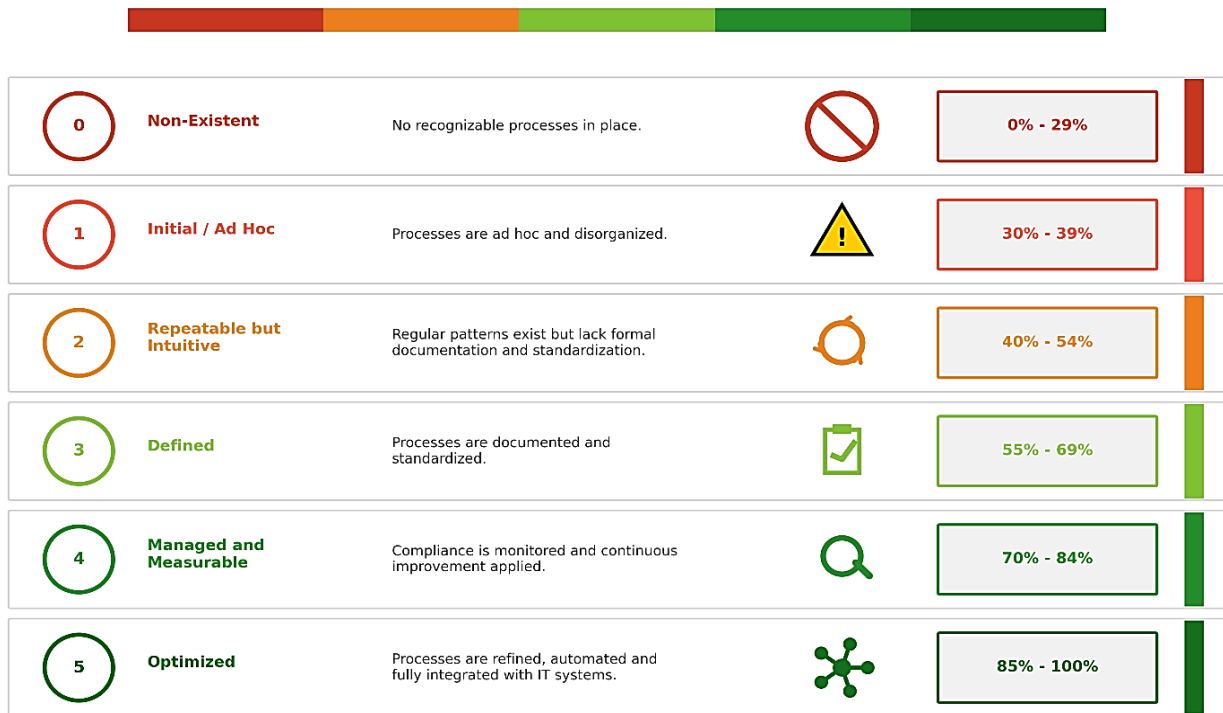 0
Non-Existent
No recognizable processes in place.
0% - 29%
1
Initial / Ad Hoc
Processes are ad hoc and disorganized.
!
30% - 39%
2
Repeatable but
Intuitive
Regular patterns exist but lack formal
documentation and standardization.
40% - 54%
3
Defined
Processes are documented and
standardized.
55% - 69%
4
Managed and
Measurable
Compliance is monitored and continuous
improvement applied.
70% - 84%
5
Optimized
Processes are refined, automated and
fully integrated with IT systems.
85% - 100%